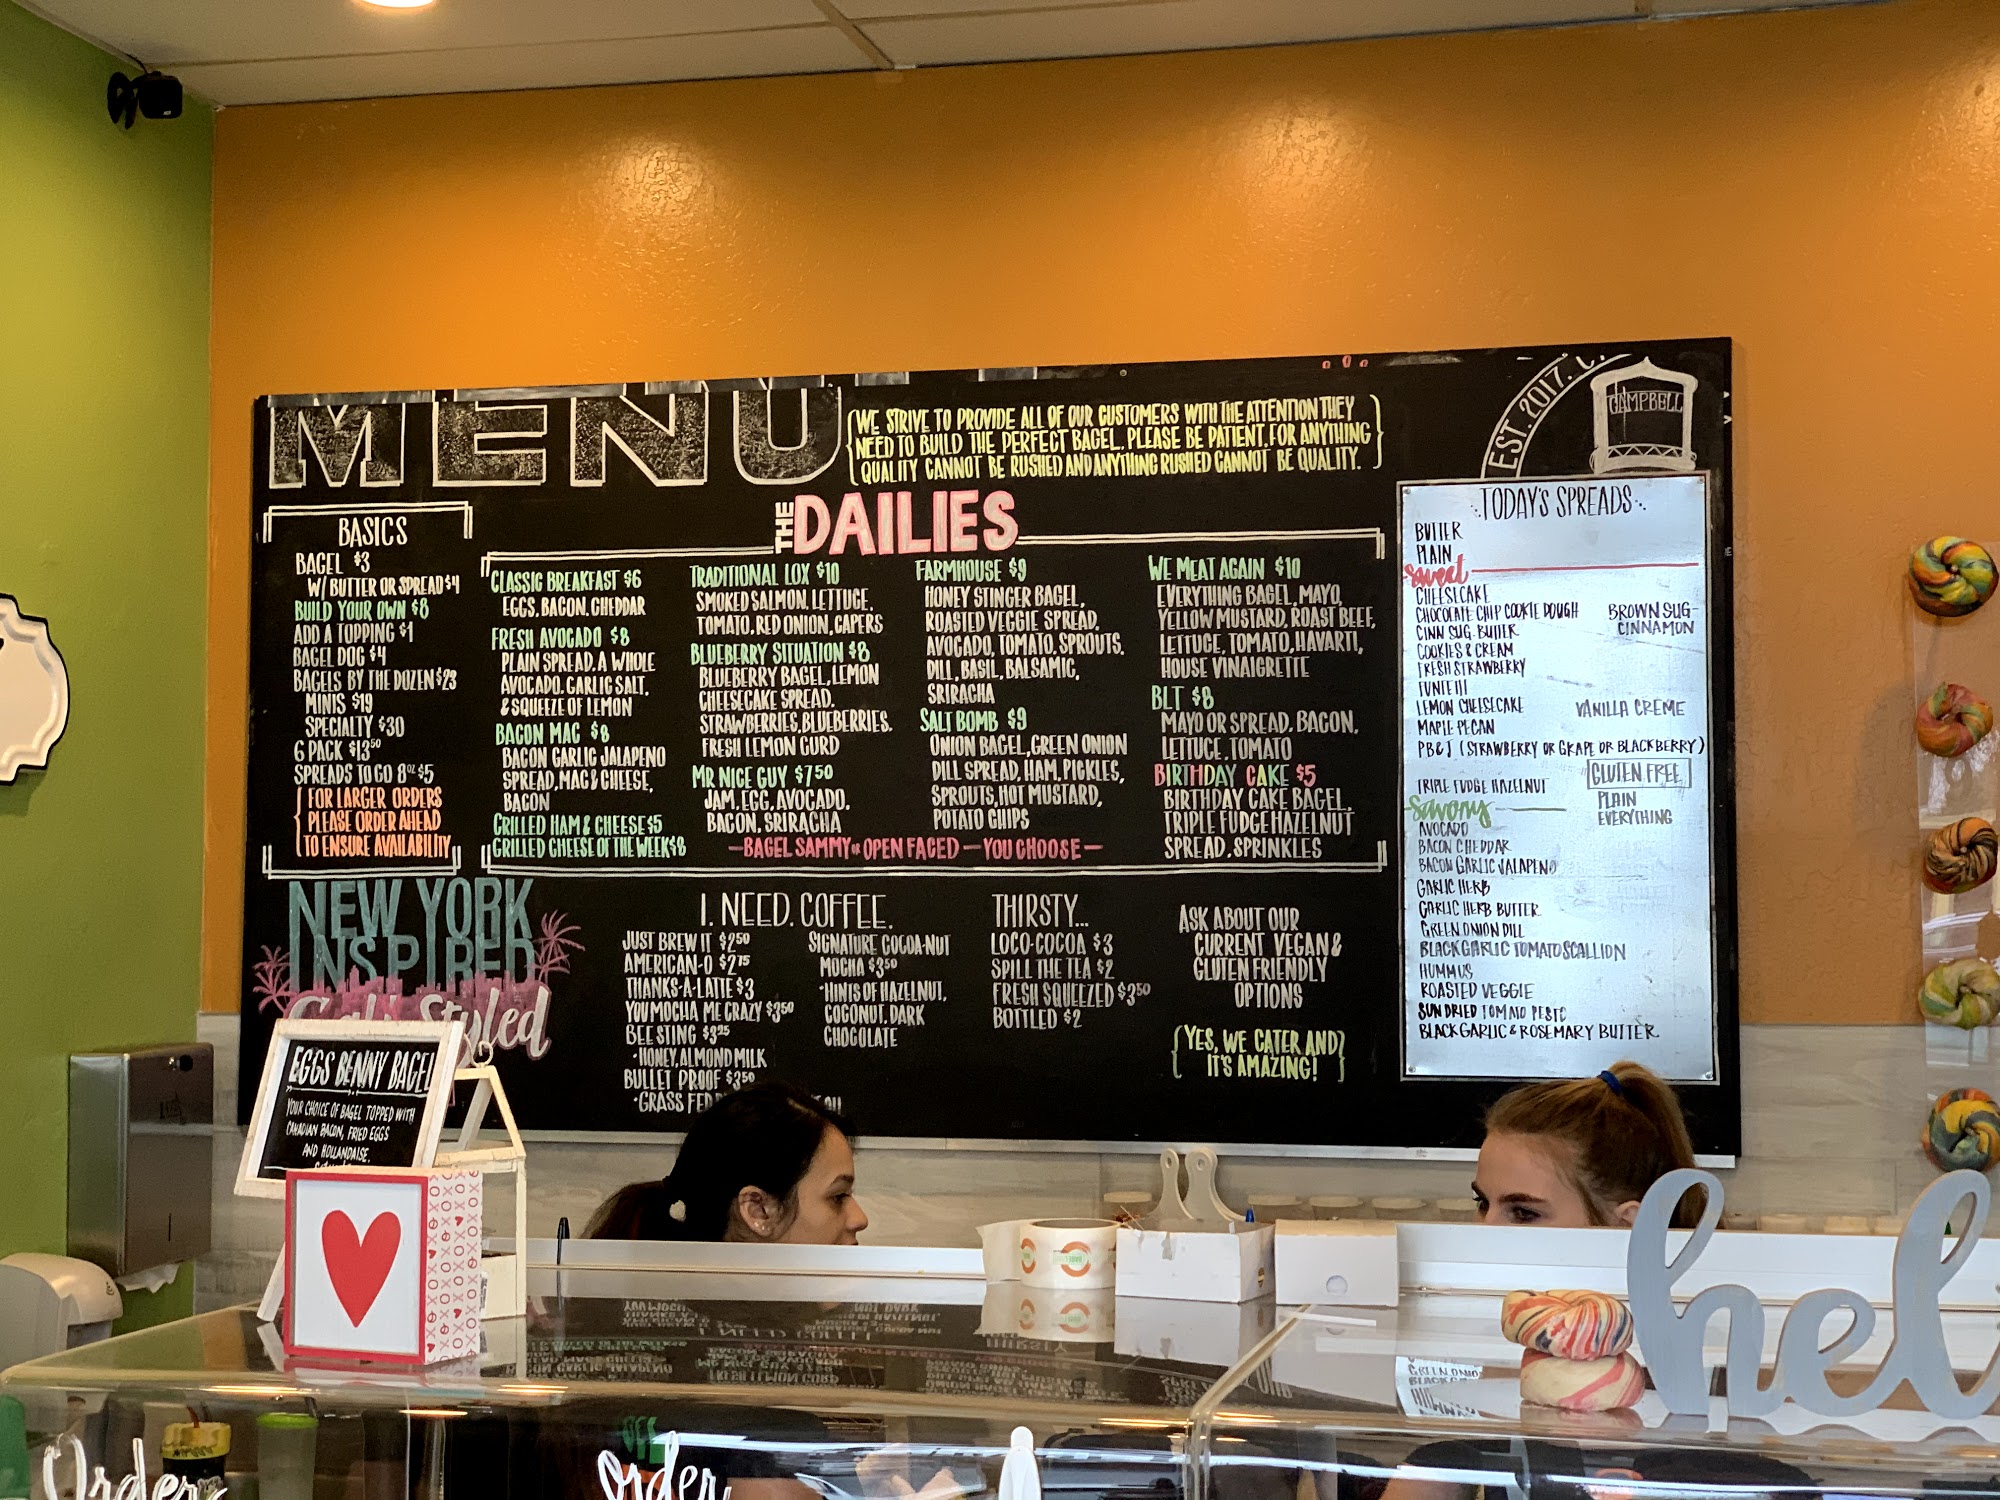 MENU
WE STRIVE TO PROVIDE ALL OF OUR CUSTOMERS WITH THE ATTENTION THEY
NEED TO BUILD THE PERFECT BAGEL. PLEASE BE PATIENT. FOR ANYTHING
QUALITY CANNOT BE RUSHED AND ANYTHING RUSHED CANNOT BE QUALITY.
EST. 2017.
CAMPBELL
BASICS
BAGEL $3
W/ BUTTER OR SPREAD $4
BUILD YOUR OWN $8
ADD A TOPPING $1
BAGEL DOG $4
BAGELS BY THE DOZEN $23
MINIS $19
SPECIALTY $30
6 PACK $13.50
SPREADS TO GO 8oz $5
FOR LARGER ORDERS
PLEASE ORDER AHEAD
TO ENSURE AVAILABILITY
THE DAILIES
CLASSIC BREAKFAST $6
EGGS, BACON, CHEDDAR
FRESH AVOCADO $8
PLAIN SPREAD, A WHOLE
AVOCADO, GARLIC SALT,
& SQUEEZE OF LEMON
BACON MAC $8
BACON GARLIC JALAPENO
SPREAD, MAC & CHEESE,
BACON
GRILLED HAM & CHEESE $5
GRILLED CHEESE OF THE WEEK $8
TRADITIONAL LOX $10
SMOKED SALMON, LETTUCE,
TOMATO, RED ONION, CAPERS
BLUEBERRY SITUATION $8
BLUEBERRY BAGEL, LEMON
CHEESECAKE SPREAD,
STRAWBERRIES, BLUEBERRIES,
FRESH LEMON CURD
MR NICE GUY $7.50
JAM, EGG, AVOCADO,
BACON, SRIRACHA
FARMHOUSE $9
HONEY STINGER BAGEL,
ROASTED VEGGIE SPREAD,
AVOCADO, TOMATO, SPROUTS,
DILL, BASIL, BALSAMIC,
SRIRACHA
SALT BOMB $9
ONION BAGEL, GREEN ONION
DILL SPREAD, HAM, PICKLES,
SPROUTS, HOT MUSTARD,
POTATO CHIPS
WE MEAT AGAIN $10
EVERYTHING BAGEL, MAYO,
YELLOW MUSTARD, ROAST BEEF,
LETTUCE, TOMATO, HAVARTI,
HOUSE VINAIGRETTE
BLT $8
MAYO OR SPREAD, BACON,
LETTUCE, TOMATO
BIRTHDAY CAKE $5
BIRTHDAY CAKE BAGEL,
TRIPLE FUDGE HAZELNUT
SPREAD, SPRINKLES
—BAGEL SAMMY OR OPEN FACED — YOU CHOOSE—
NEW YORK
INSPIRED
Cali Styled
I. NEED. COFFEE.
JUST BREW IT $2.50
AMERICAN-O $2.75
THANKS-A-LATTE $3
YOU MOCHA ME CRAZY $3.50
BEE STING $3.25
•HONEY, ALMOND MILK
BULLET PROOF $3.50
•GRASS FED
SIGNATURE COCOA-NUT
MOCHA $3.50
•HINTS OF HAZELNUT,
COCONUT, DARK
CHOCOLATE
THIRSTY...
LOCO-COCOA $3
SPILL THE TEA $2
FRESH SQUEEZED $3.50
BOTTLED $2
ASK ABOUT OUR
CURRENT VEGAN &
GLUTEN FRIENDLY
OPTIONS
YES, WE CATER AND
IT'S AMAZING!
TODAY'S SPREADS
BUTTER
PLAIN
sweet
CHEESECAKE
CHOCOLATE CHIP COOKIE DOUGH
CINN SUG. BUTTER
COOKIES & CREAM
FRESH STRAWBERRY
FUNFETTI
LEMON CHEESECAKE
MAPLE PECAN
PB&J (STRAWBERRY OR GRAPE OR BLACKBERRY)
TRIPLE FUDGE HAZELNUT
BROWN SUG-
CINNAMON
VANILLA CREME
GLUTEN FREE
PLAIN
EVERYTHING
savory
AVOCADO
BACON CHEDDAR
BACON GARLIC JALAPENO
GARLIC HERB
GARLIC HERB BUTTER
GREEN ONION DILL
BLACK GARLIC TOMATO SCALLION
HUMMUS
ROASTED VEGGIE
SUN DRIED TOMATO PESTO
BLACK GARLIC & ROSEMARY BUTTER
EGGS BENNY BAGEL
YOUR CHOICE OF BAGEL TOPPED WITH
CANADIAN BACON, FRIED EGGS
AND HOLLANDAISE.
hel
Order
order